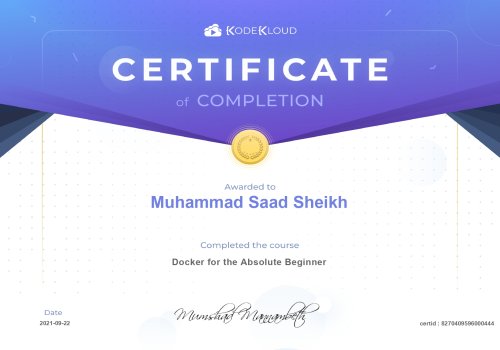 KODEKLOUD
CERTIFICATE
of COMPLETION
Awarded to
Muhammad Saad Sheikh
Completed the course
Docker for the Absolute Beginner
Date
2021-09-22
Mumshad Mannambeth
certid : 8270409596000444